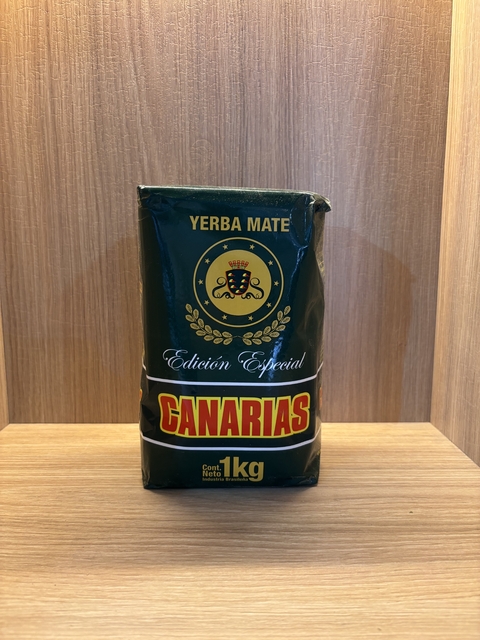 YERBA MATE
Edición Especial
CANARIAS
Cont.
Neto 1kg
Industria Brasileña